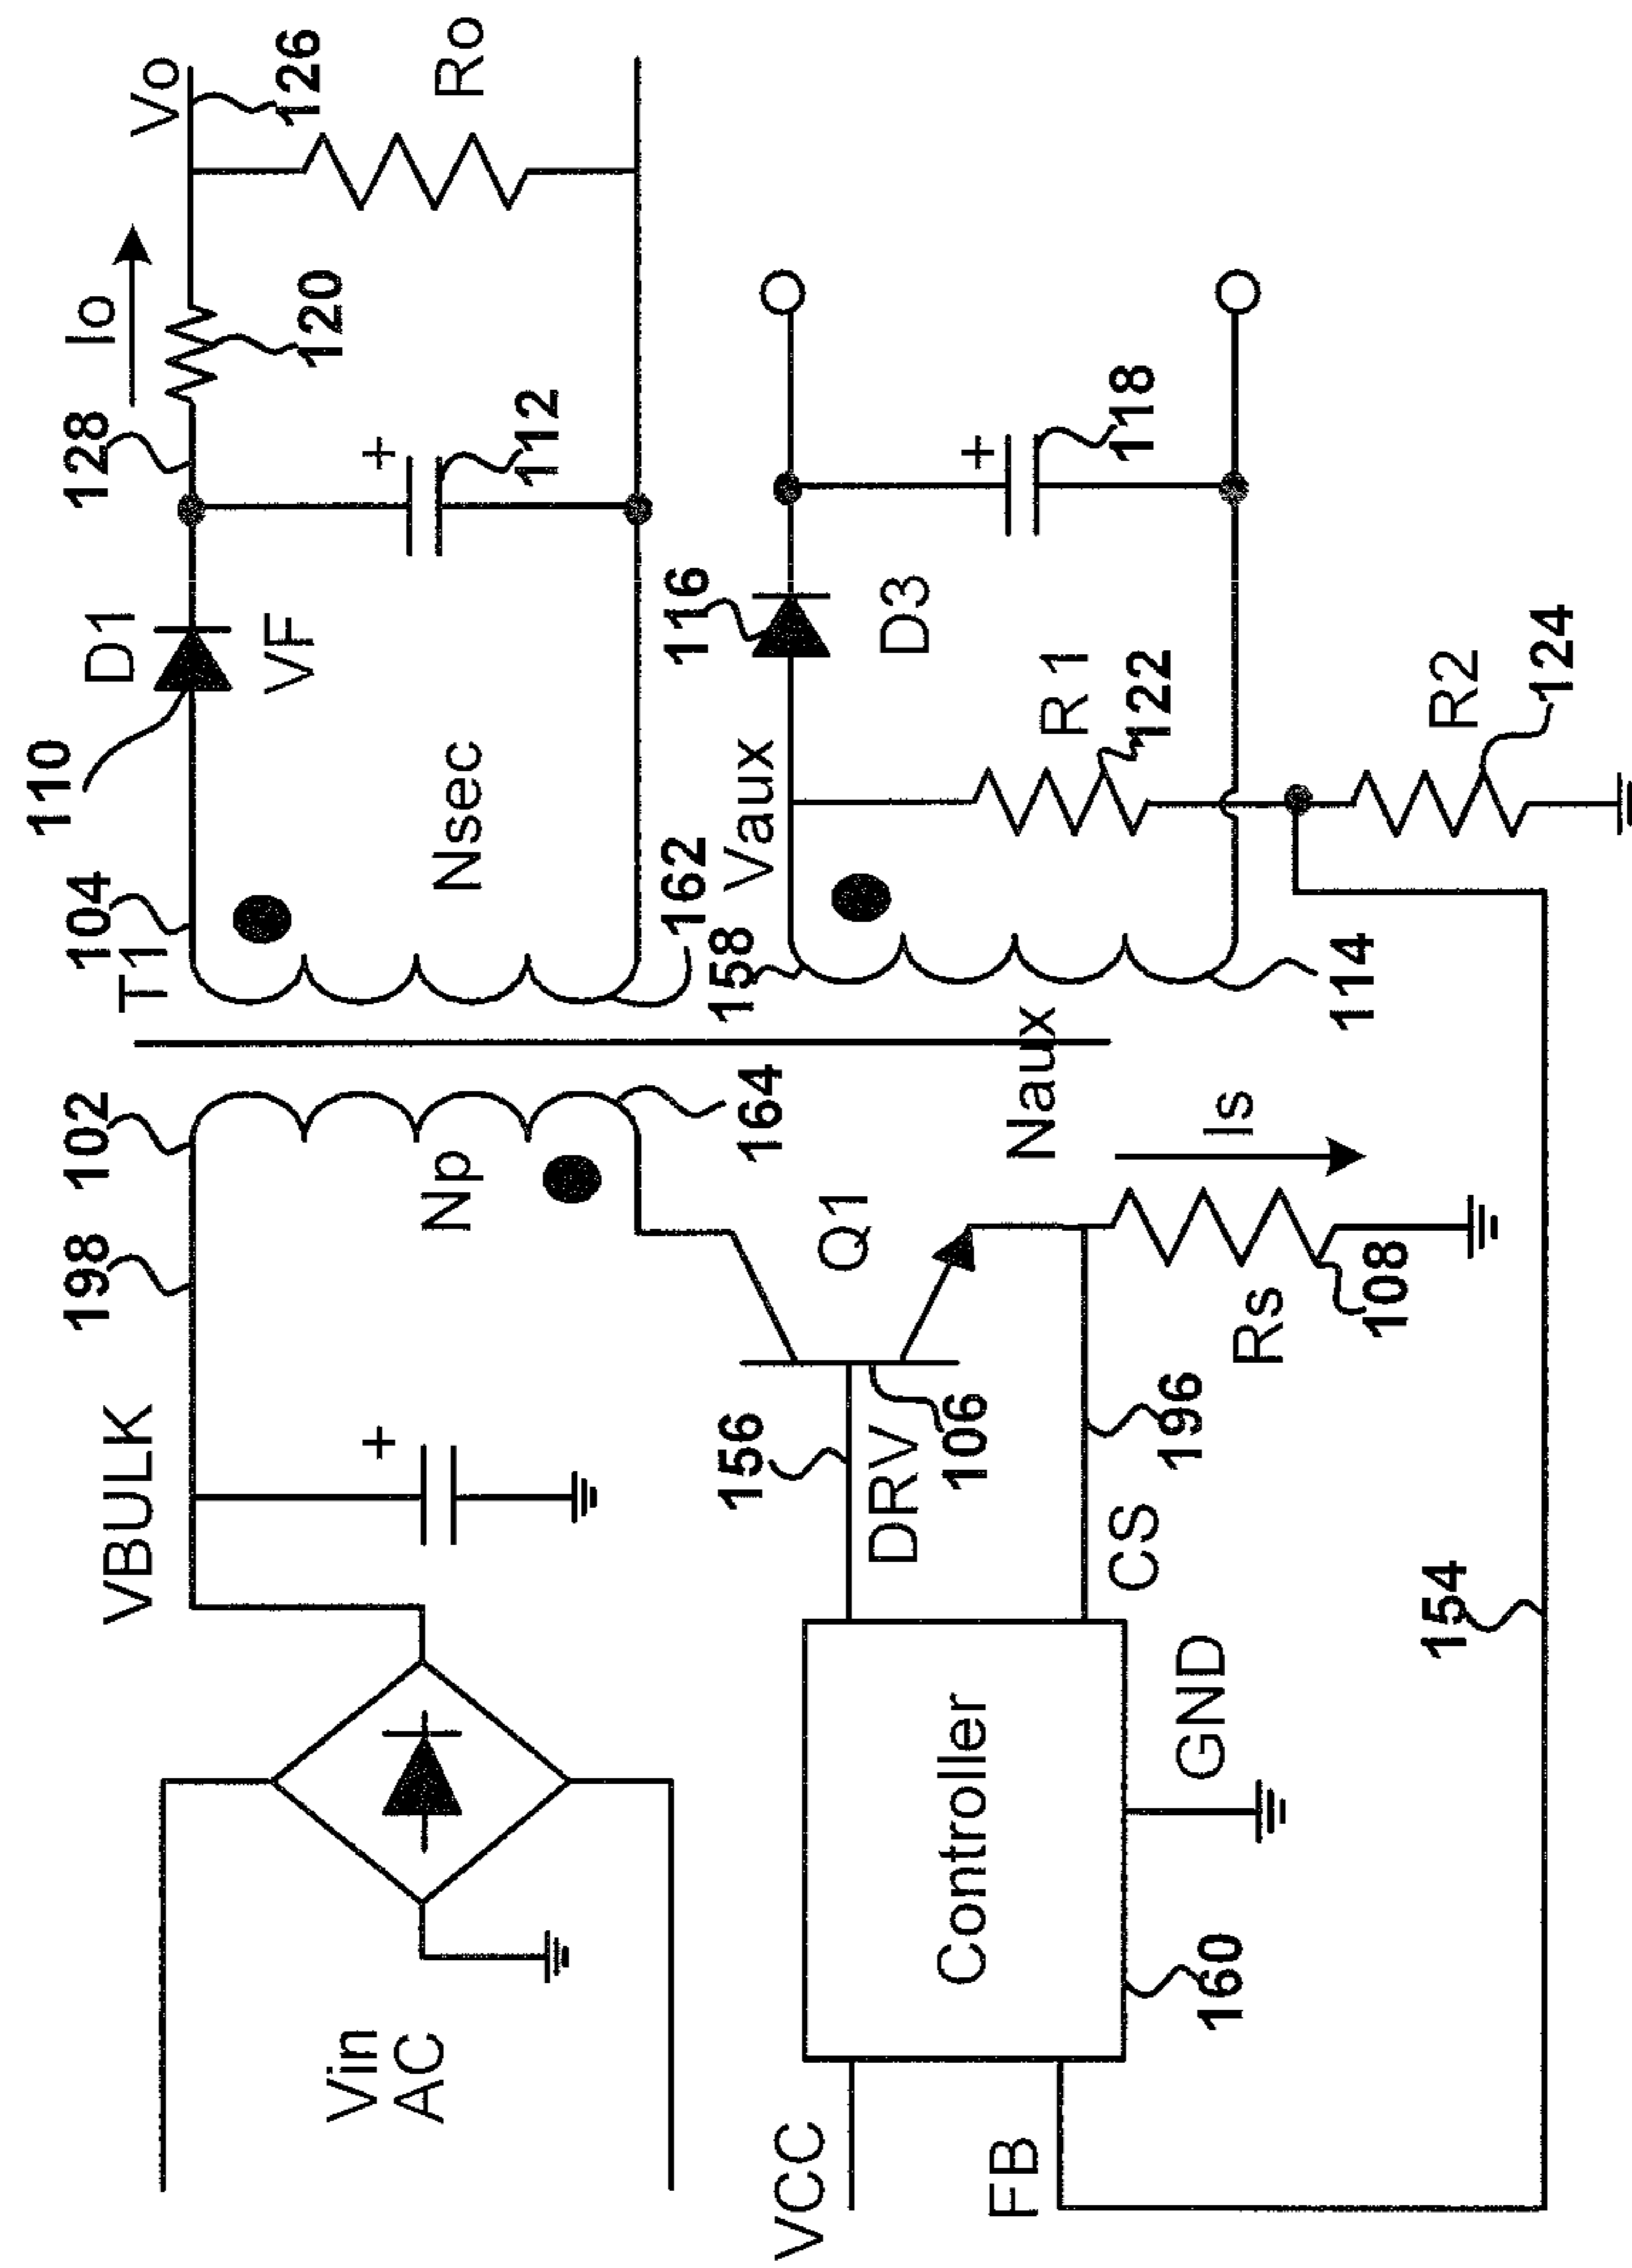 Vin
AC
VBULK
198
102
Np
164
104
T1
110
D1
VF
Nsec
162
128
Io
120
112
+
+
Vo
126
Ro
VCC
FB
Controller
160
GND
156
DRV
106
Q1
CS
196
Rs
108
Is
Naux
158
Vaux
114
116
D3
R1
122
118
+
R2
124
154